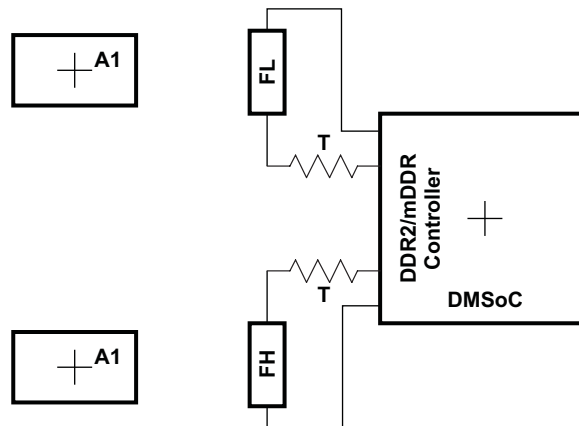 A1
FL
T
DDR2/mDDR
Controller
DMSoC
T
A1
FH